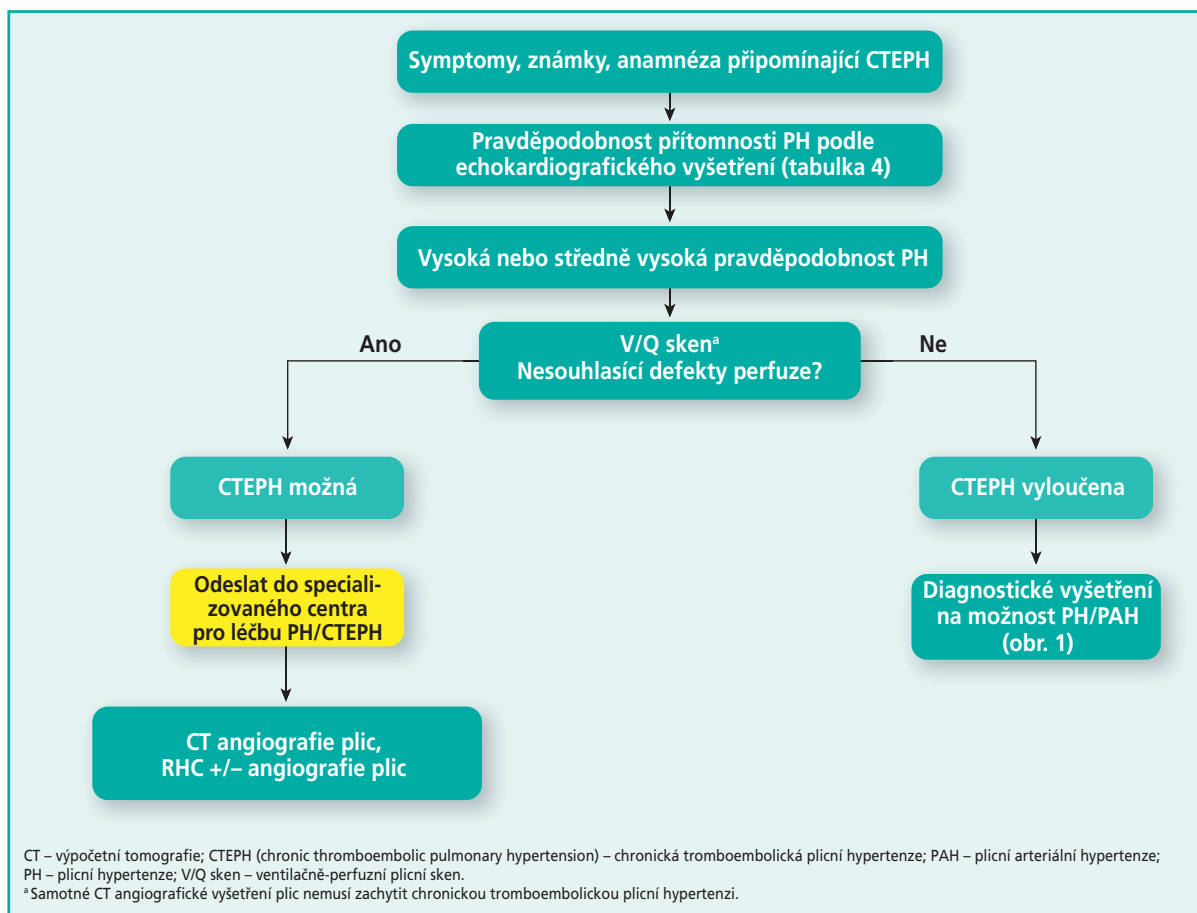 Symptomy, známky, anamnéza připomínající CTEPH
Pravděpodobnost přítomnosti PH podle
echokardiografického vyšetření (tabulka 4)
Vysoká nebo středně vysoká pravděpodobnost PH
Ano
V/Q skenᵃ
Nesouhlasící defekty perfuze?
Ne
CTEPH možná
CTEPH vyloučena
Odeslat do speciali-
zovaného centra
pro léčbu PH/CTEPH
Diagnostické vyšetření
na možnost PH/PAH
(obr. 1)
CT angiografie plic,
RHC +/– angiografie plic
CT – výpočetní tomografie; CTEPH (chronic thromboembolic pulmonary hypertension) – chronická tromboembolická plicní hypertenze; PAH – plicní arteriální hypertenze;
PH – plicní hypertenze; V/Q sken – ventilačně-perfuzní plicní sken.
ᵃ Samotné CT angiografické vyšetření plic nemusí zachytit chronickou tromboembolickou plicní hypertenzi.